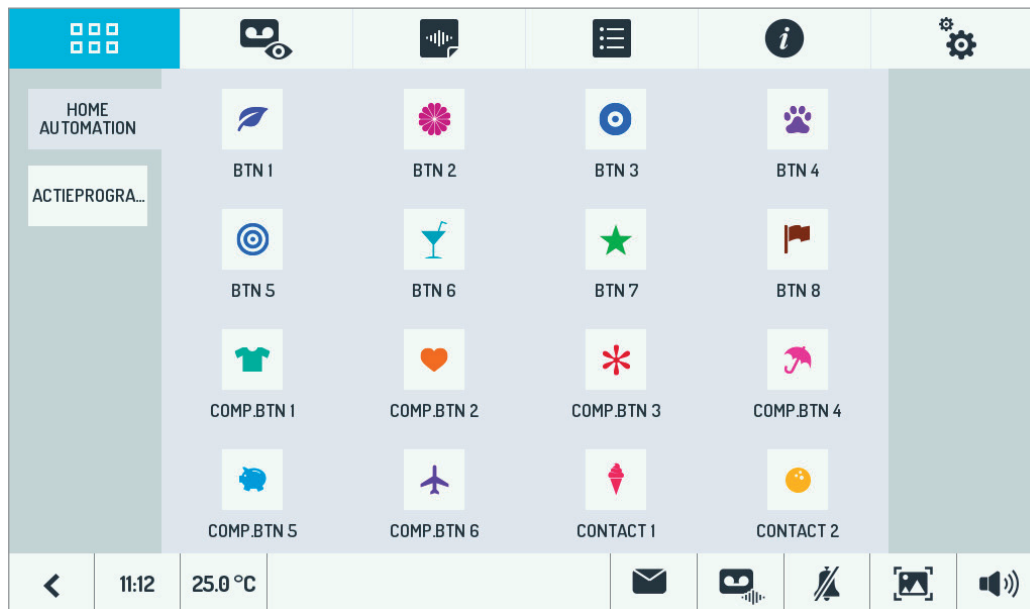 HOME
AUTOMATION
ACTIEPROGRA...
BTN 1
BTN 2
BTN 3
BTN 4
BTN 5
BTN 6
BTN 7
BTN 8
COMP.BTN 1
COMP.BTN 2
COMP.BTN 3
COMP.BTN 4
COMP.BTN 5
COMP.BTN 6
CONTACT 1
CONTACT 2
11:12
25.0 °C